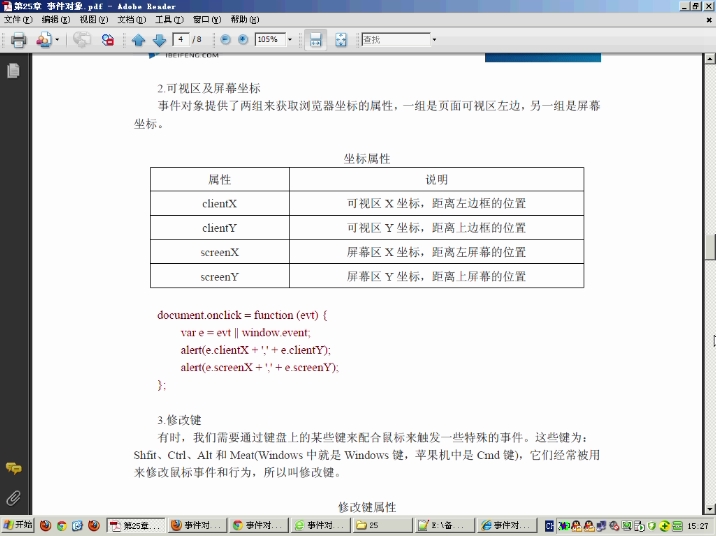 第25章 事件对象.pdf - Adobe Reader
文件(F) 编辑(E) 视图(V) 文档(D) 工具(T) 窗口(W) 帮助(H)
4 / 8 105% 查找
BEIFENG.COM
2.可视区及屏幕坐标
事件对象提供了两组来获取浏览器坐标的属性，一组是页面可视区左边，另一组是屏幕
坐标。
坐标属性
属性 说明
clientX 可视区 X 坐标，距离左边框的位置
clientY 可视区 Y 坐标，距离上边框的位置
screenX 屏幕区 X 坐标，距离左屏幕的位置
screenY 屏幕区 Y 坐标，距离上屏幕的位置
document.onclick = function (evt) {
var e = evt || window.event;
alert(e.clientX + ',' + e.clientY);
alert(e.screenX + ',' + e.screenY);
};
3.修改键
有时，我们需要通过键盘上的某些键来配合鼠标来触发一些特殊的事件。这些键为：
Shfit、Ctrl、Alt 和 Meat(Windows 中就是 Windows 键，苹果机中是 Cmd 键)，它们经常被用
来修改鼠标事件和行为，所以叫修改键。
修改键属性
开始 第25章... 事件对... 事件对... 事件对... 25 E:\备... 事件对... CH 15:27